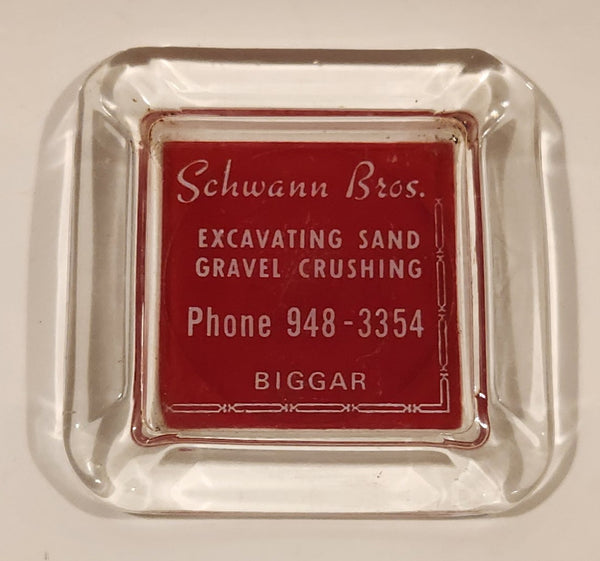 Schwann Bros.
EXCAVATING SAND
GRAVEL CRUSHING
Phone 948-3354
BIGGAR